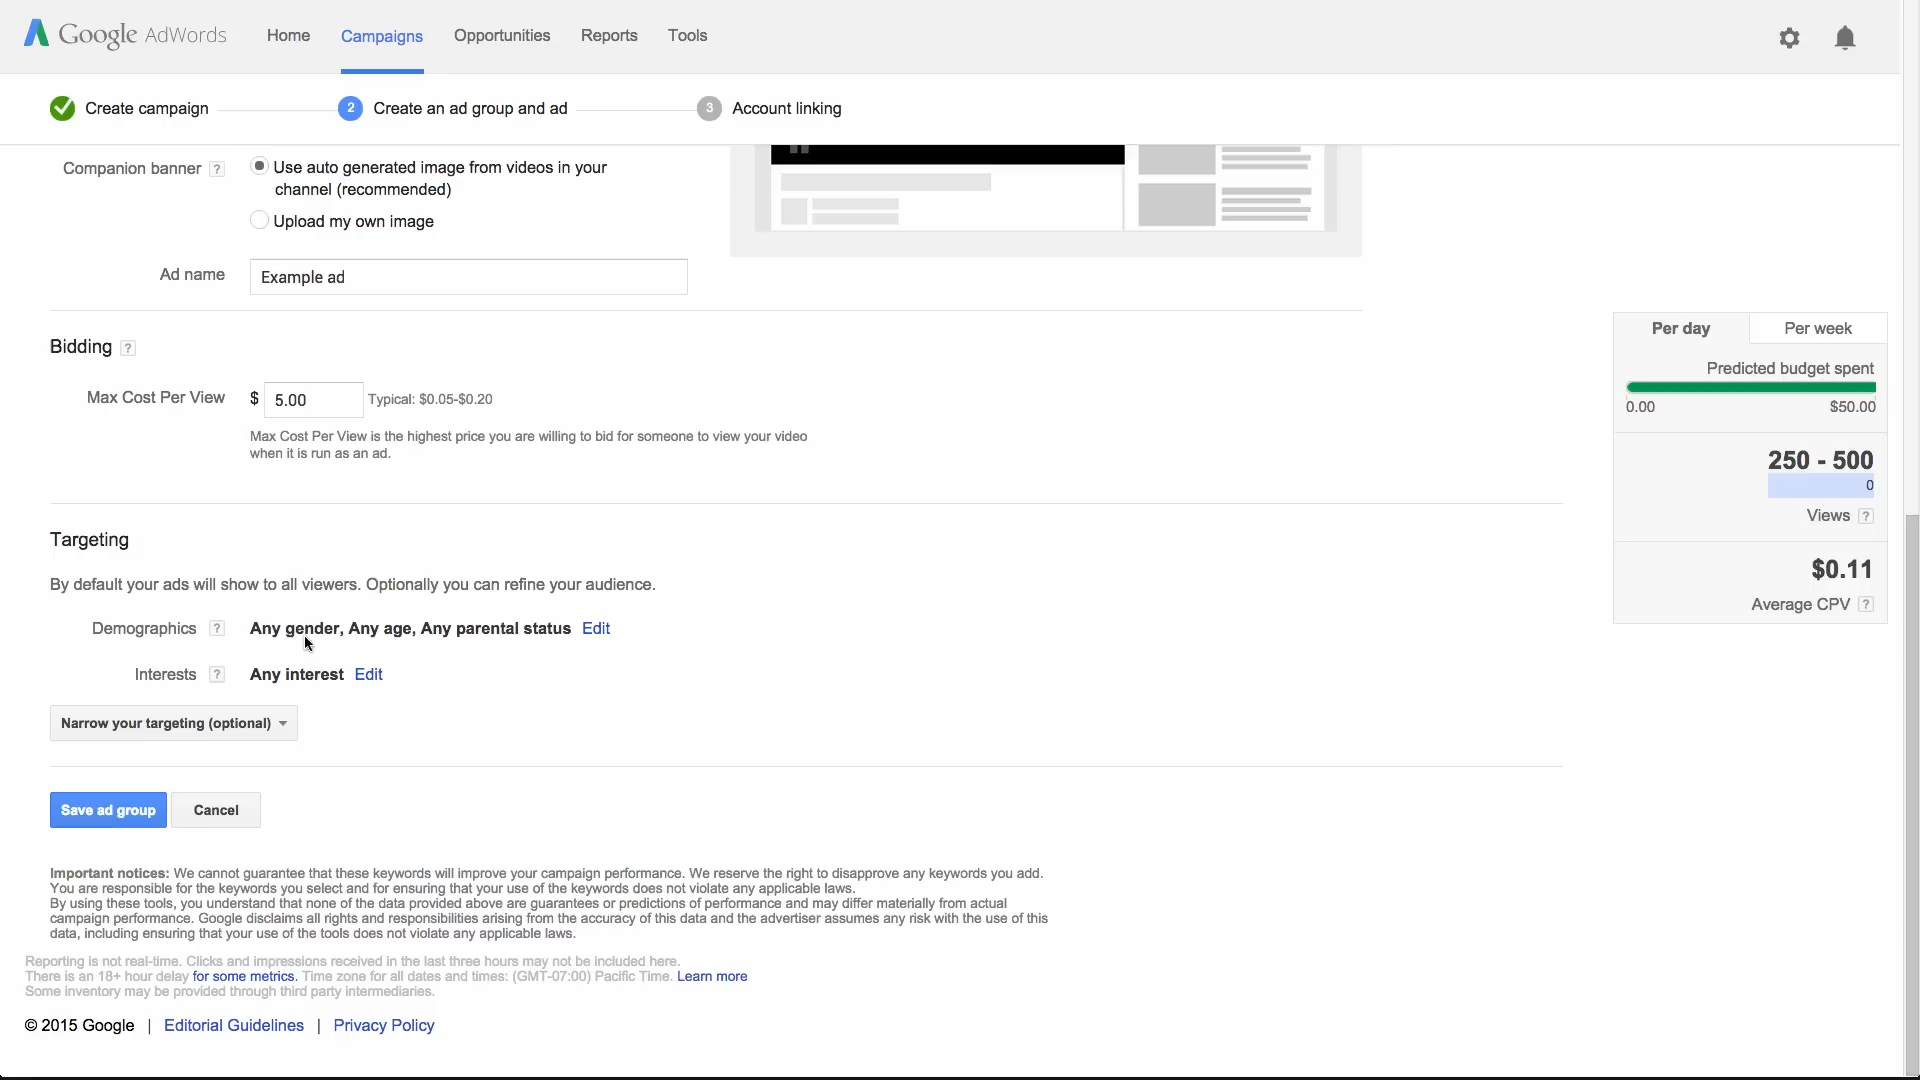 Google AdWords Home Campaigns Opportunities Reports Tools
Create campaign 2 Create an ad group and ad 3 Account linking
Companion banner ? Use auto generated image from videos in your
channel (recommended)
Upload my own image
Ad name Example ad
Bidding ?
Max Cost Per View $ 5.00 Typical: $0.05-$0.20
Max Cost Per View is the highest price you are willing to bid for someone to view your video
when it is run as an ad.
Per day Per week
Predicted budget spent
0.00 $50.00
250 - 500
0
Views ?
$0.11
Average CPV ?
Targeting
By default your ads will show to all viewers. Optionally you can refine your audience.
Demographics ? Any gender, Any age, Any parental status Edit
Interests ? Any interest Edit
Narrow your targeting (optional)
Save ad group Cancel
Important notices: We cannot guarantee that these keywords will improve your campaign performance. We reserve the right to disapprove any keywords you add.
You are responsible for the keywords you select and for ensuring that your use of the keywords does not violate any applicable laws.
By using these tools, you understand that none of the data provided above are guarantees or predictions of performance and may differ materially from actual
campaign performance. Google disclaims all rights and responsibilities arising from the accuracy of this data and the advertiser assumes any risk with the use of this
data, including ensuring that your use of the tools does not violate any applicable laws.
Reporting is not real-time. Clicks and impressions received in the last three hours may not be included here.
There is an 18+ hour delay for some metrics. Time zone for all dates and times: (GMT-07:00) Pacific Time. Learn more
Some inventory may be provided through third party intermediaries.
© 2015 Google | Editorial Guidelines | Privacy Policy